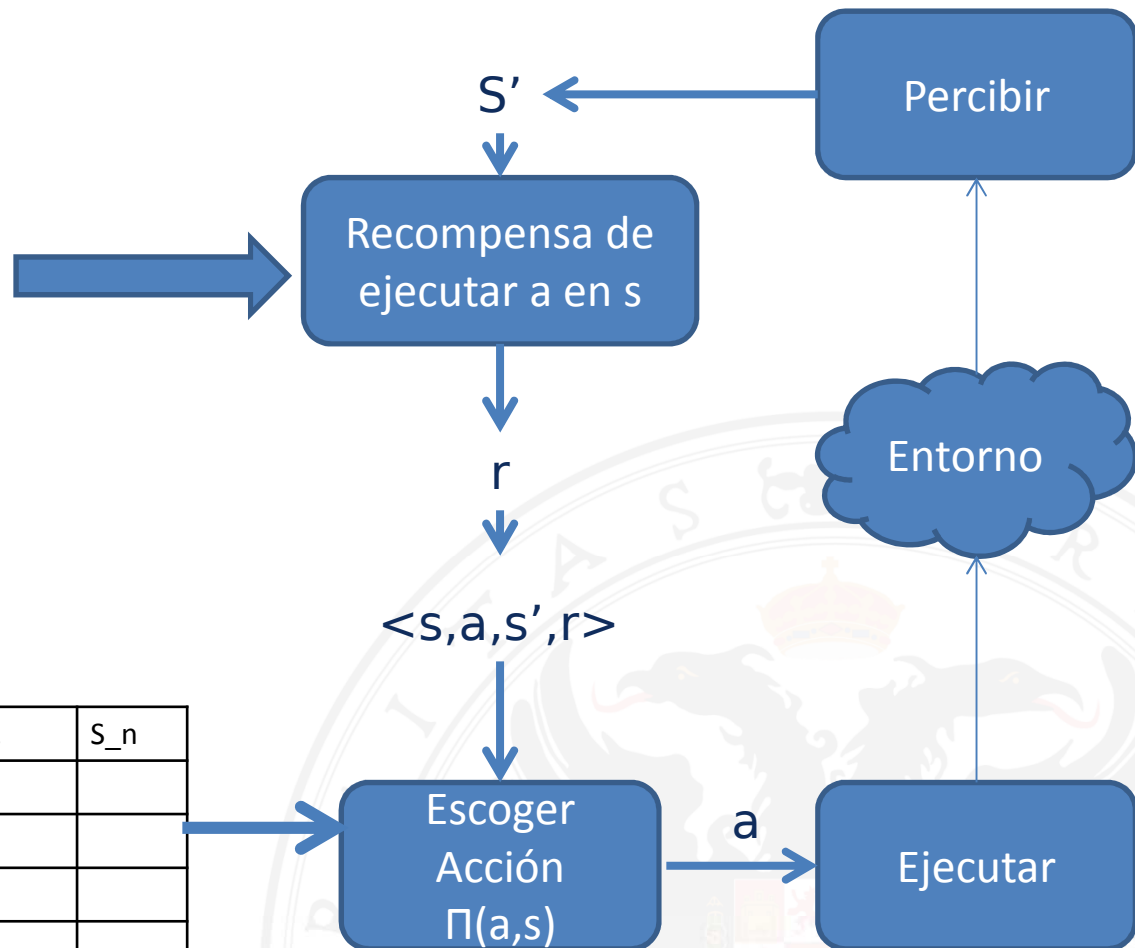 Percibir
S’
Recompensa de
ejecutar a en s
Entorno
r
<s,a,s’,r>
S_n
Escoger
Acción
Π(a,s)
a
Ejecutar